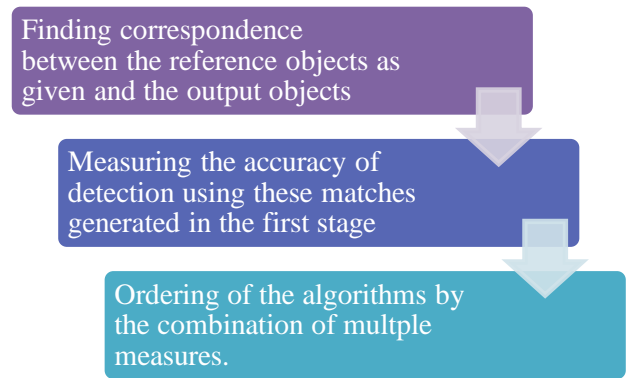 Finding correspondence
between the reference objects as
given and the output objects
Measuring the accuracy of
detection using these matches
generated in the first stage
Ordering of the algorithms by
the combination of multple
measures.